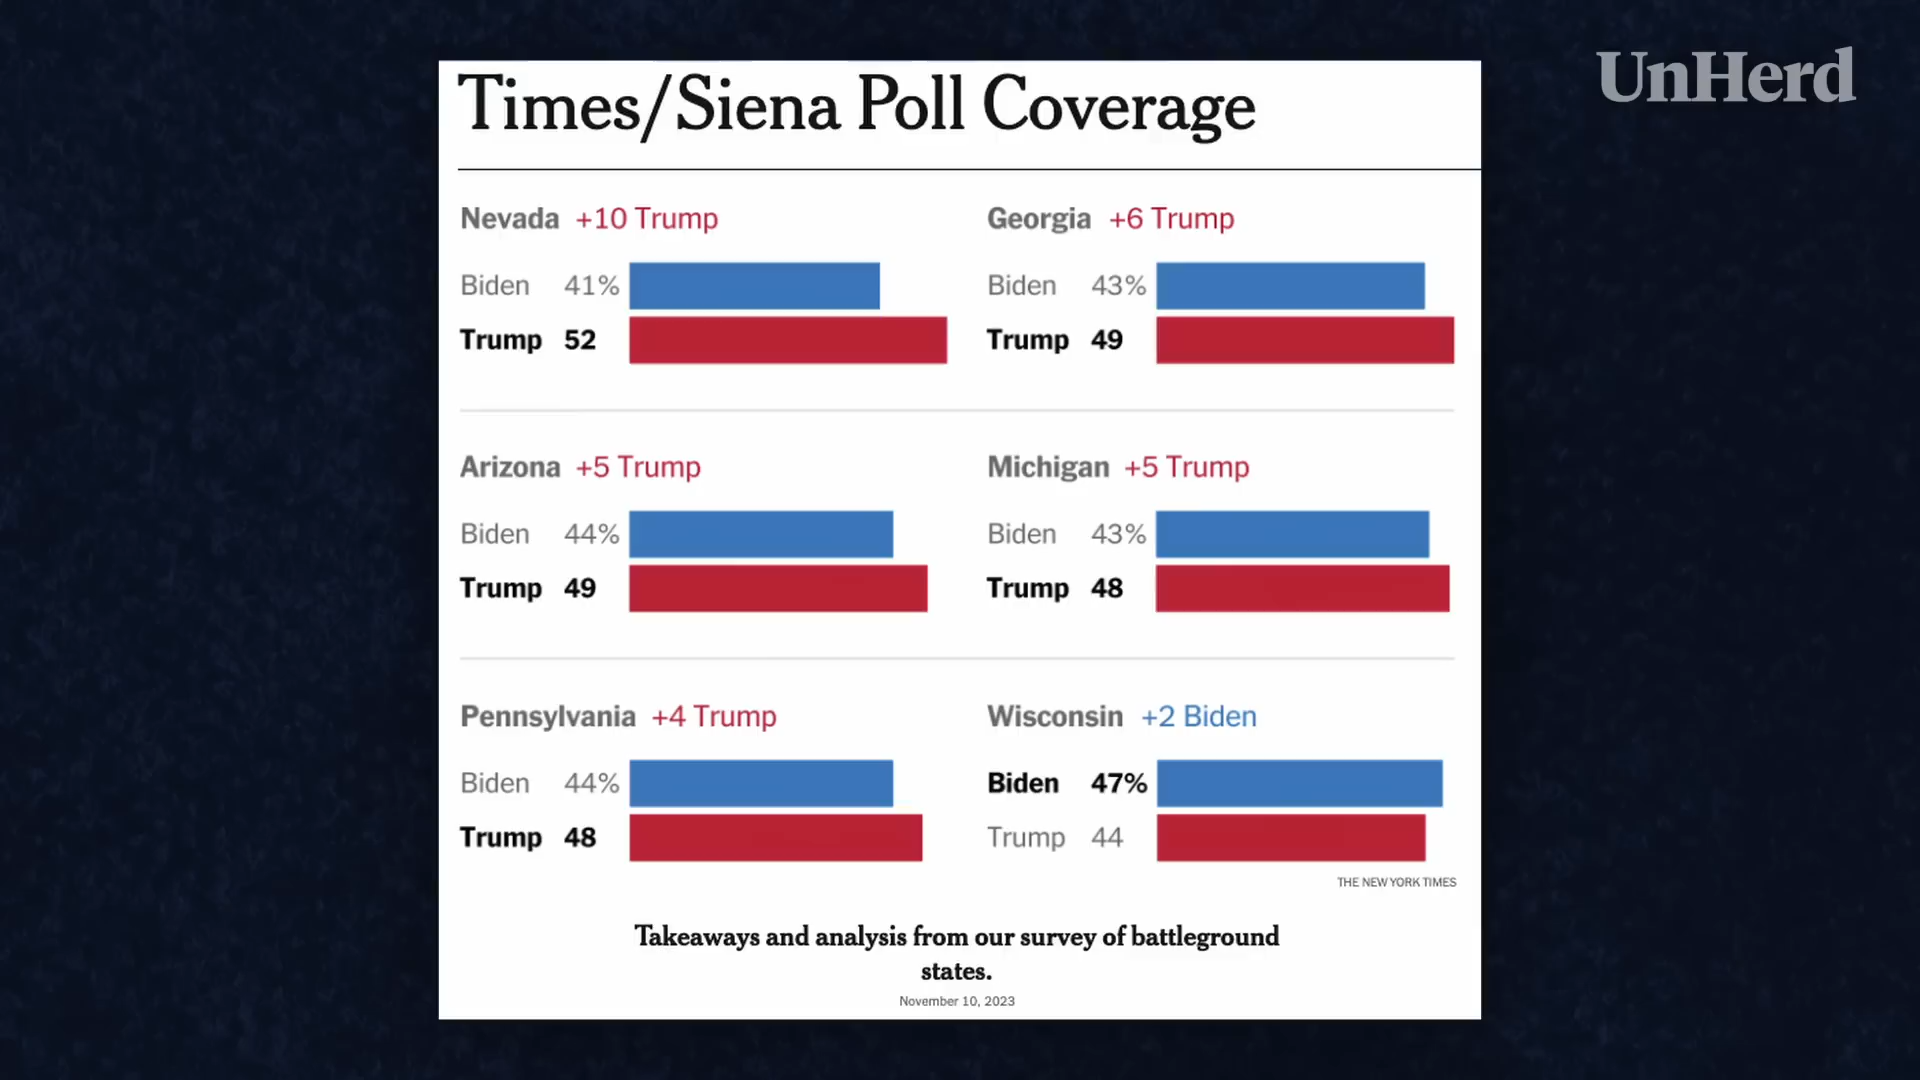 UnHerd
Times/Siena Poll Coverage
Nevada +10 Trump
Biden 41%
Trump 52
Georgia +6 Trump
Biden 43%
Trump 49
Arizona +5 Trump
Biden 44%
Trump 49
Michigan +5 Trump
Biden 43%
Trump 48
Pennsylvania +4 Trump
Biden 44%
Trump 48
Wisconsin +2 Biden
Biden 47%
Trump 44
THE NEW YORK TIMES
Takeaways and analysis from our survey of battleground
states.
November 10, 2023